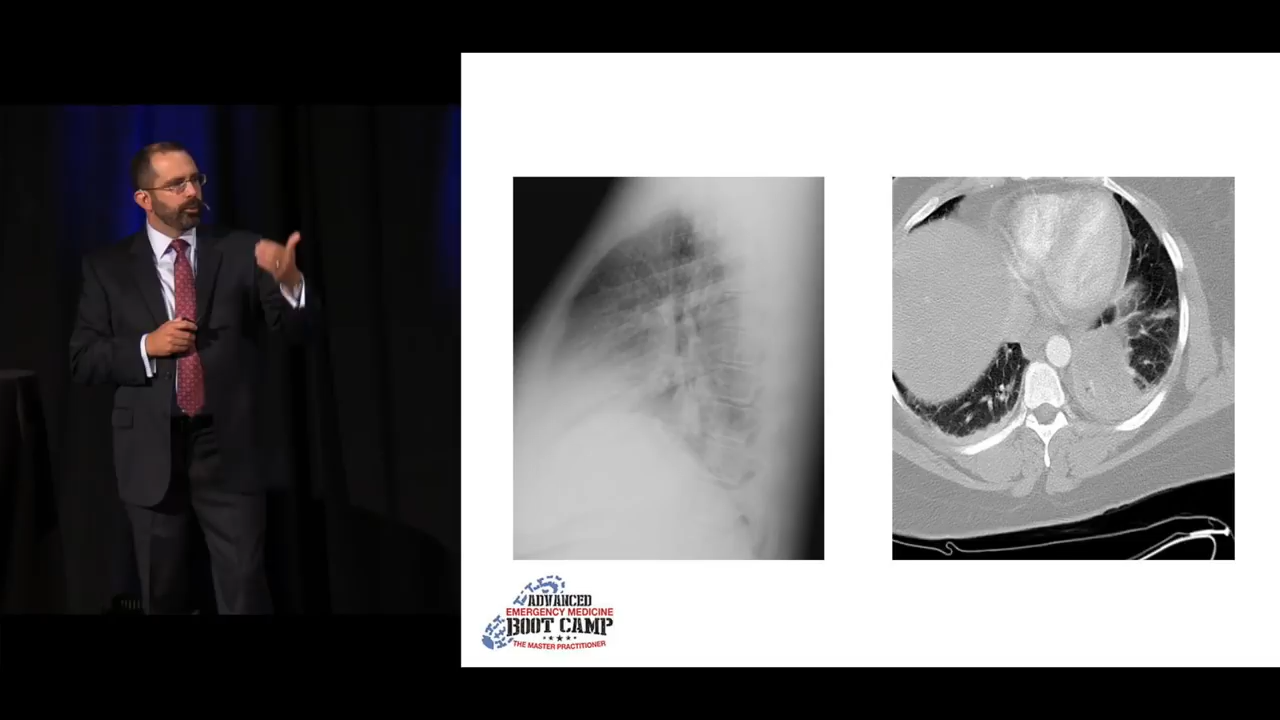 ADVANCED
EMERGENCY MEDICINE
BOOT CAMP
THE MASTER PRACTITIONER